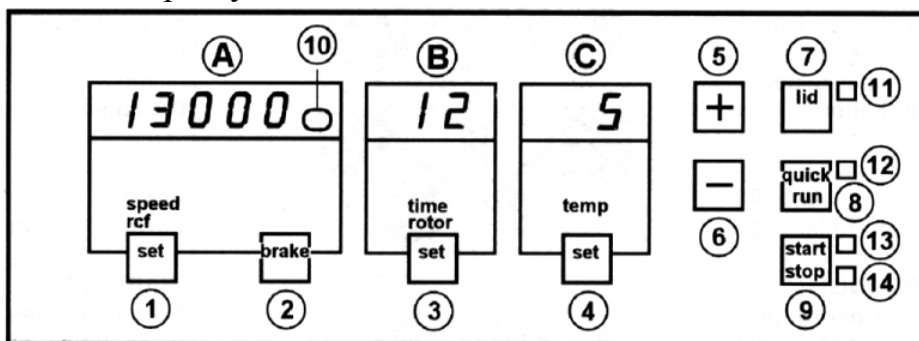 A 10 B C 5 7
13000 12 5 + lid 11
− quick run 12
8
speed rcf time rotor temp 6
set brake set set start stop 13
14
1 2 3 4 9